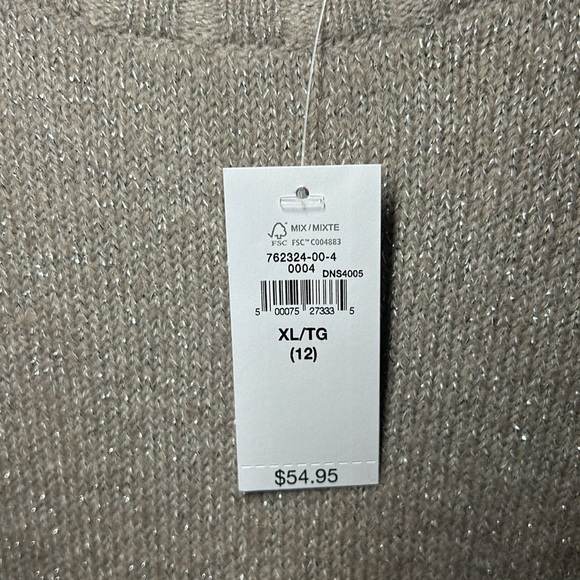 MIX / MIXTE
FSC FSC™ C004883
762324-00-4
0004 DNS4005
5 00075 27333 5
XL/TG
(12)
$54.95